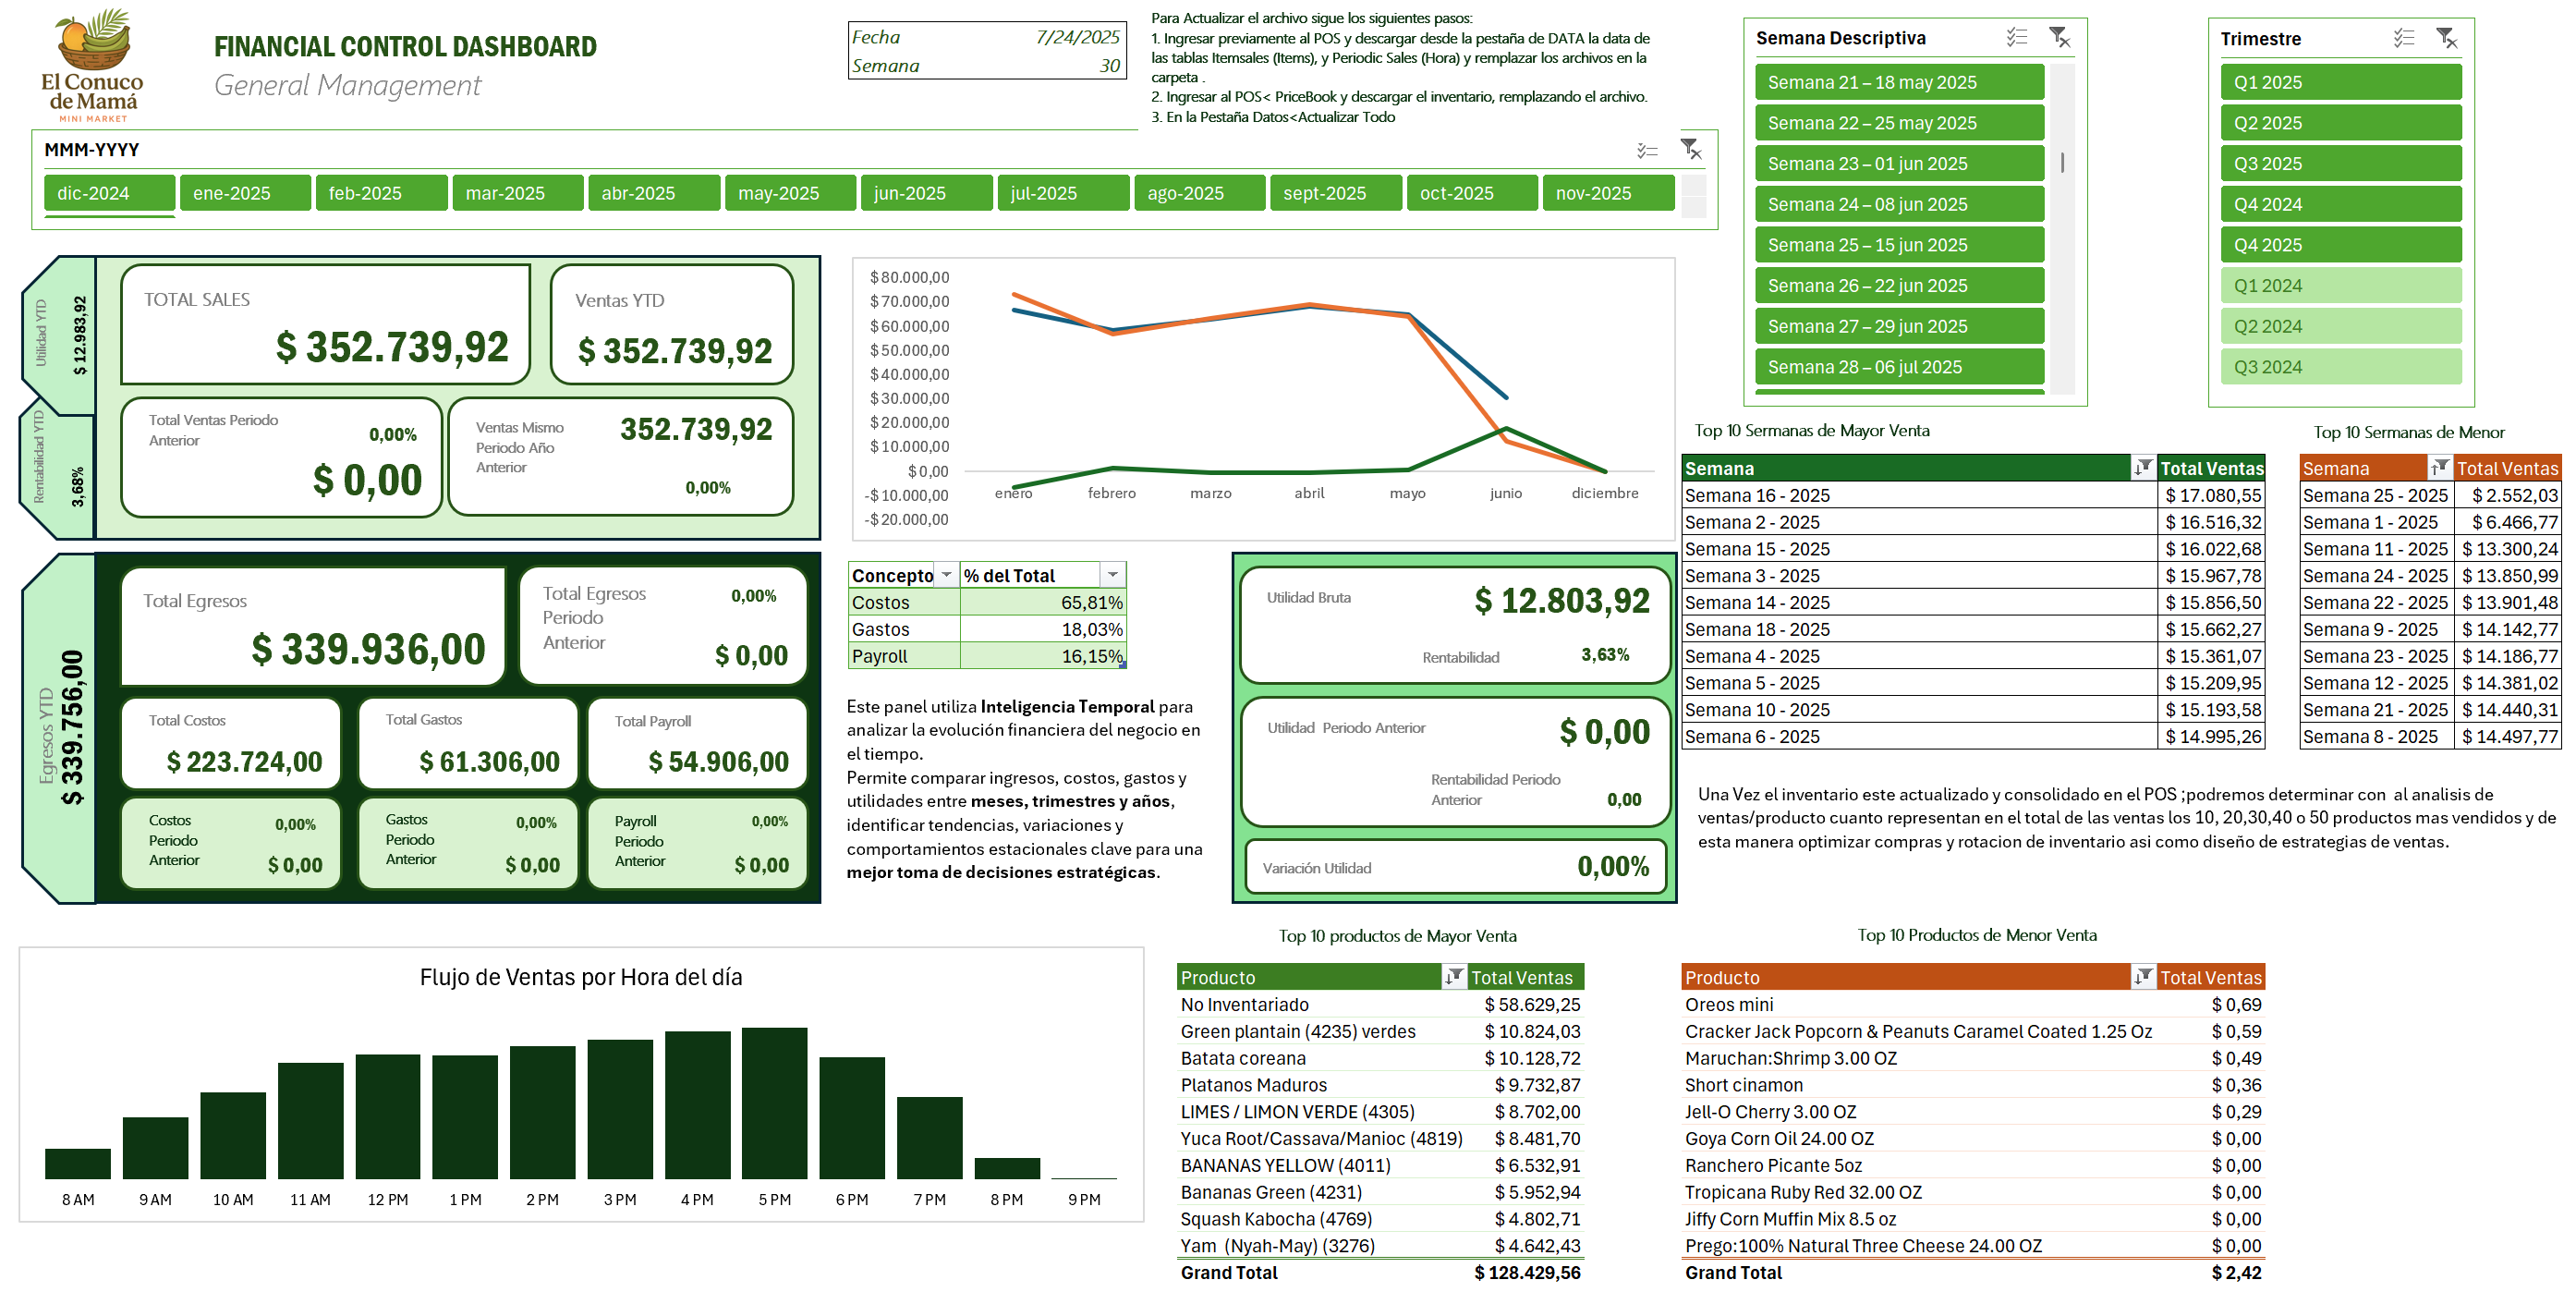 El Conuco
de Mamá
MINI MARKET
FINANCIAL CONTROL DASHBOARD
General Management
Fecha 7/24/2025
Semana 30
Para Actualizar el archivo sigue los siguientes pasos:
1. Ingresar previamente al POS y descargar desde la pestaña de DATA la data de
las tablas Itemsales (Items), y Periodic Sales (Hora) y remplazar los archivos en la
carpeta .
2. Ingresar al POS< PriceBook y descargar el inventario, remplazando el archivo.
3. En la Pestaña Datos<Actualizar Todo
MMM-YYYY
dic-2024 ene-2025 feb-2025 mar-2025 abr-2025 may-2025 jun-2025 jul-2025 ago-2025 sept-2025 oct-2025 nov-2025
Semana Descriptiva
Semana 21 – 18 may 2025
Semana 22 – 25 may 2025
Semana 23 – 01 jun 2025
Semana 24 – 08 jun 2025
Semana 25 – 15 jun 2025
Semana 26 – 22 jun 2025
Semana 27 – 29 jun 2025
Semana 28 – 06 jul 2025
Trimestre
Q1 2025
Q2 2025
Q3 2025
Q4 2024
Q4 2025
Q1 2024
Q2 2024
Q3 2024
Utilidad YTD
$ 12.983,92
Rentabilidad YTD
3,68%
TOTAL SALES
$ 352.739,92
Ventas YTD
$ 352.739,92
Total Ventas Periodo
Anterior
0,00%
$ 0,00
Ventas Mismo
Periodo Año
Anterior
352.739,92
0,00%
$ 80.000,00
$ 70.000,00
$ 60.000,00
$ 50.000,00
$ 40.000,00
$ 30.000,00
$ 20.000,00
$ 10.000,00
$ 0,00
-$ 10.000,00
-$ 20.000,00
enero febrero marzo abril mayo junio diciembre
Top 10 Sermanas de Mayor Venta
Semana Total Ventas
Semana 16 - 2025 $ 17.080,55
Semana 2 - 2025 $ 16.516,32
Semana 15 - 2025 $ 16.022,68
Semana 3 - 2025 $ 15.967,78
Semana 14 - 2025 $ 15.856,50
Semana 18 - 2025 $ 15.662,27
Semana 4 - 2025 $ 15.361,07
Semana 5 - 2025 $ 15.209,95
Semana 10 - 2025 $ 15.193,58
Semana 6 - 2025 $ 14.995,26
Top 10 Sermanas de Menor
Semana Total Ventas
Semana 25 - 2025 $ 2.552,03
Semana 1 - 2025 $ 6.466,77
Semana 11 - 2025 $ 13.300,24
Semana 24 - 2025 $ 13.850,99
Semana 22 - 2025 $ 13.901,48
Semana 9 - 2025 $ 14.142,77
Semana 23 - 2025 $ 14.186,77
Semana 12 - 2025 $ 14.381,02
Semana 21 - 2025 $ 14.440,31
Semana 8 - 2025 $ 14.497,77
Egresos YTD
$ 339.756,00
Total Egresos
$ 339.936,00
Total Egresos
Periodo
Anterior
0,00%
$ 0,00
Total Costos
$ 223.724,00
Total Gastos
$ 61.306,00
Total Payroll
$ 54.906,00
Costos
Periodo
Anterior
0,00%
$ 0,00
Gastos
Periodo
Anterior
0,00%
$ 0,00
Payroll
Periodo
Anterior
0,00%
$ 0,00
Concepto % del Total
Costos 65,81%
Gastos 18,03%
Payroll 16,15%
Este panel utiliza Inteligencia Temporal para
analizar la evolución financiera del negocio en
el tiempo.
Permite comparar ingresos, costos, gastos y
utilidades entre meses, trimestres y años,
identificar tendencias, variaciones y
comportamientos estacionales clave para una
mejor toma de decisiones estratégicas.
Utilidad Bruta
$ 12.803,92
Rentabilidad 3,63%
Utilidad Periodo Anterior
$ 0,00
Rentabilidad Periodo
Anterior
0,00
Variación Utilidad 0,00%
Una Vez el inventario este actualizado y consolidado en el POS ;podremos determinar con al analisis de
ventas/producto cuanto representan en el total de las ventas los 10, 20,30,40 o 50 productos mas vendidos y de
esta manera optimizar compras y rotacion de inventario asi como diseño de estrategias de ventas.
Flujo de Ventas por Hora del día
8 AM 9 AM 10 AM 11 AM 12 PM 1 PM 2 PM 3 PM 4 PM 5 PM 6 PM 7 PM 8 PM 9 PM
Top 10 productos de Mayor Venta
Producto Total Ventas
No Inventariado $ 58.629,25
Green plantain (4235) verdes $ 10.824,03
Batata coreana $ 10.128,72
Platanos Maduros $ 9.732,87
LIMES / LIMON VERDE (4305) $ 8.702,00
Yuca Root/Cassava/Manioc (4819) $ 8.481,70
BANANAS YELLOW (4011) $ 6.532,91
Bananas Green (4231) $ 5.952,94
Squash Kabocha (4769) $ 4.802,71
Yam (Nyah-May) (3276) $ 4.642,43
Grand Total $ 128.429,56
Top 10 Productos de Menor Venta
Producto Total Ventas
Oreos mini $ 0,69
Cracker Jack Popcorn & Peanuts Caramel Coated 1.25 Oz $ 0,59
Maruchan:Shrimp 3.00 OZ $ 0,49
Short cinamon $ 0,36
Jell-O Cherry 3.00 OZ $ 0,29
Goya Corn Oil 24.00 OZ $ 0,00
Ranchero Picante 5oz $ 0,00
Tropicana Ruby Red 32.00 OZ $ 0,00
Jiffy Corn Muffin Mix 8.5 oz $ 0,00
Prego:100% Natural Three Cheese 24.00 OZ $ 0,00
Grand Total $ 2,42